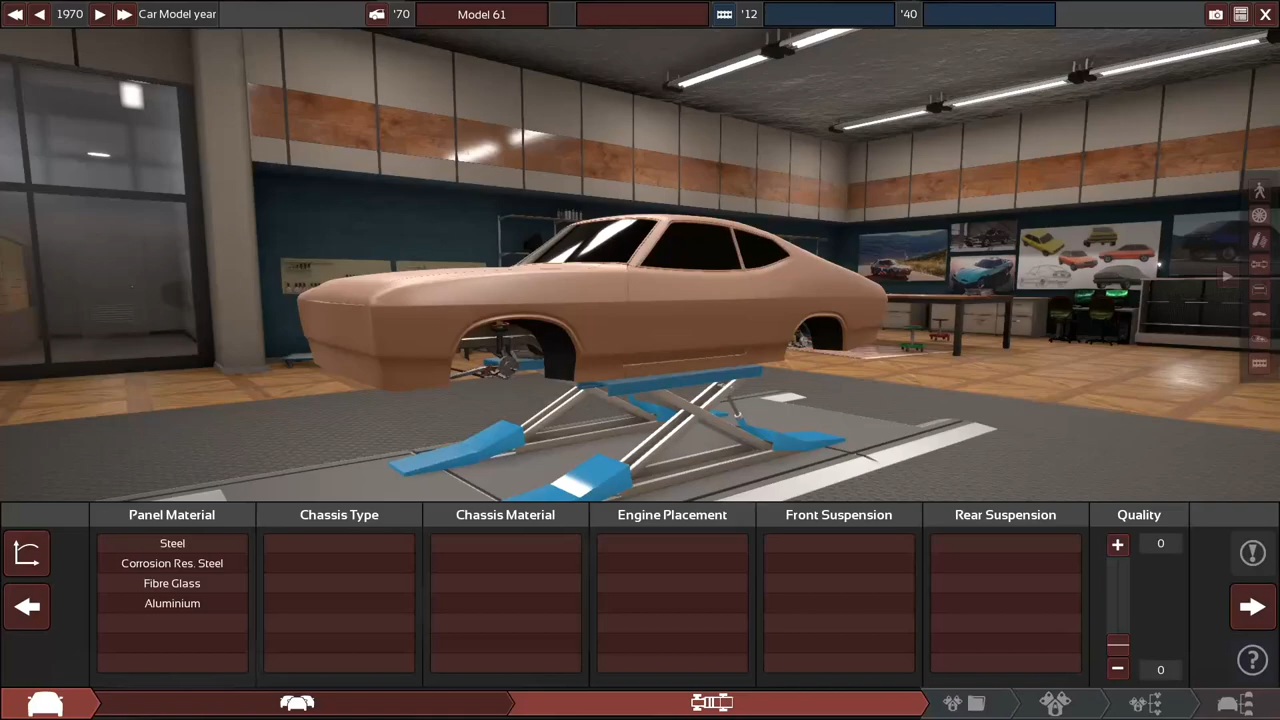 1970 Car Model year '70 Model 61 '12 '40
Panel Material Chassis Type Chassis Material Engine Placement Front Suspension Rear Suspension Quality
Steel 0
Corrosion Res. Steel
Fibre Glass
Aluminium
0